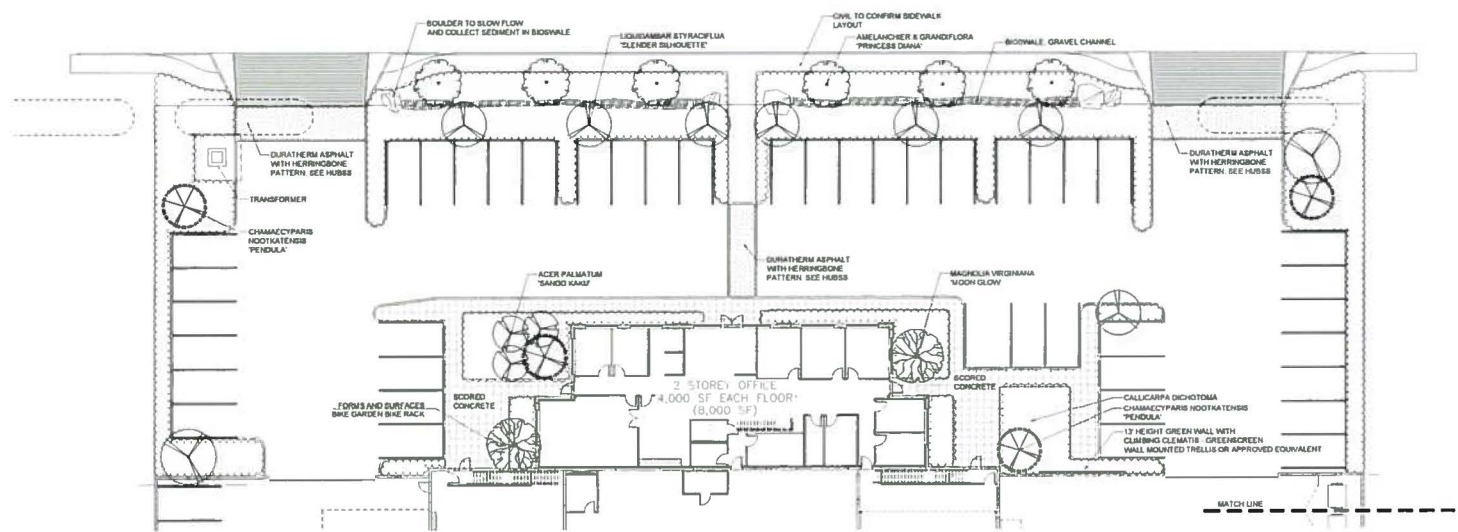 BOULDER TO SLOW FLOW
AND COLLECT SEDIMENT IN BIOSWALE
LIQUIDAMBAR STYRACIFLUA
'SLENDER SILHOUETTE'
CIVIL TO CONFIRM SIDEWALK
LAYOUT
AMELANCHIER X GRANDIFLORA
'PRINCESS DIANA'
BIOSWALE, GRAVEL CHANNEL
DURATHERM ASPHALT
WITH HERRINGBONE
PATTERN. SEE HUBSS
TRANSFORMER
CHAMAECYPARIS
NOOTKATENSIS
'PENDULA'
DURATHERM ASPHALT
WITH HERRINGBONE
PATTERN. SEE HUBSS
DURATHERM ASPHALT
WITH HERRINGBONE
PATTERN. SEE HUBSS
ACER PALMATUM
'SANGO KAKU'
MAGNOLIA VIRGINIANA
'MOON GLOW'
2 STOREY OFFICE
4,000 SF EACH FLOOR
(8,000 SF)
SCORED
CONCRETE
FORMS AND SURFACES
BIKE GARDEN BIKE RACK
SCORED
CONCRETE
CALLICARPA DICHOTOMA
CHAMAECYPARIS NOOTKATENSIS
'PENDULA'
13' HEIGHT GREEN WALL WITH
CLIMBING CLEMATIS - GREENSCREEN
WALL MOUNTED TRELLIS OR APPROVED EQUIVALENT
MATCH LINE